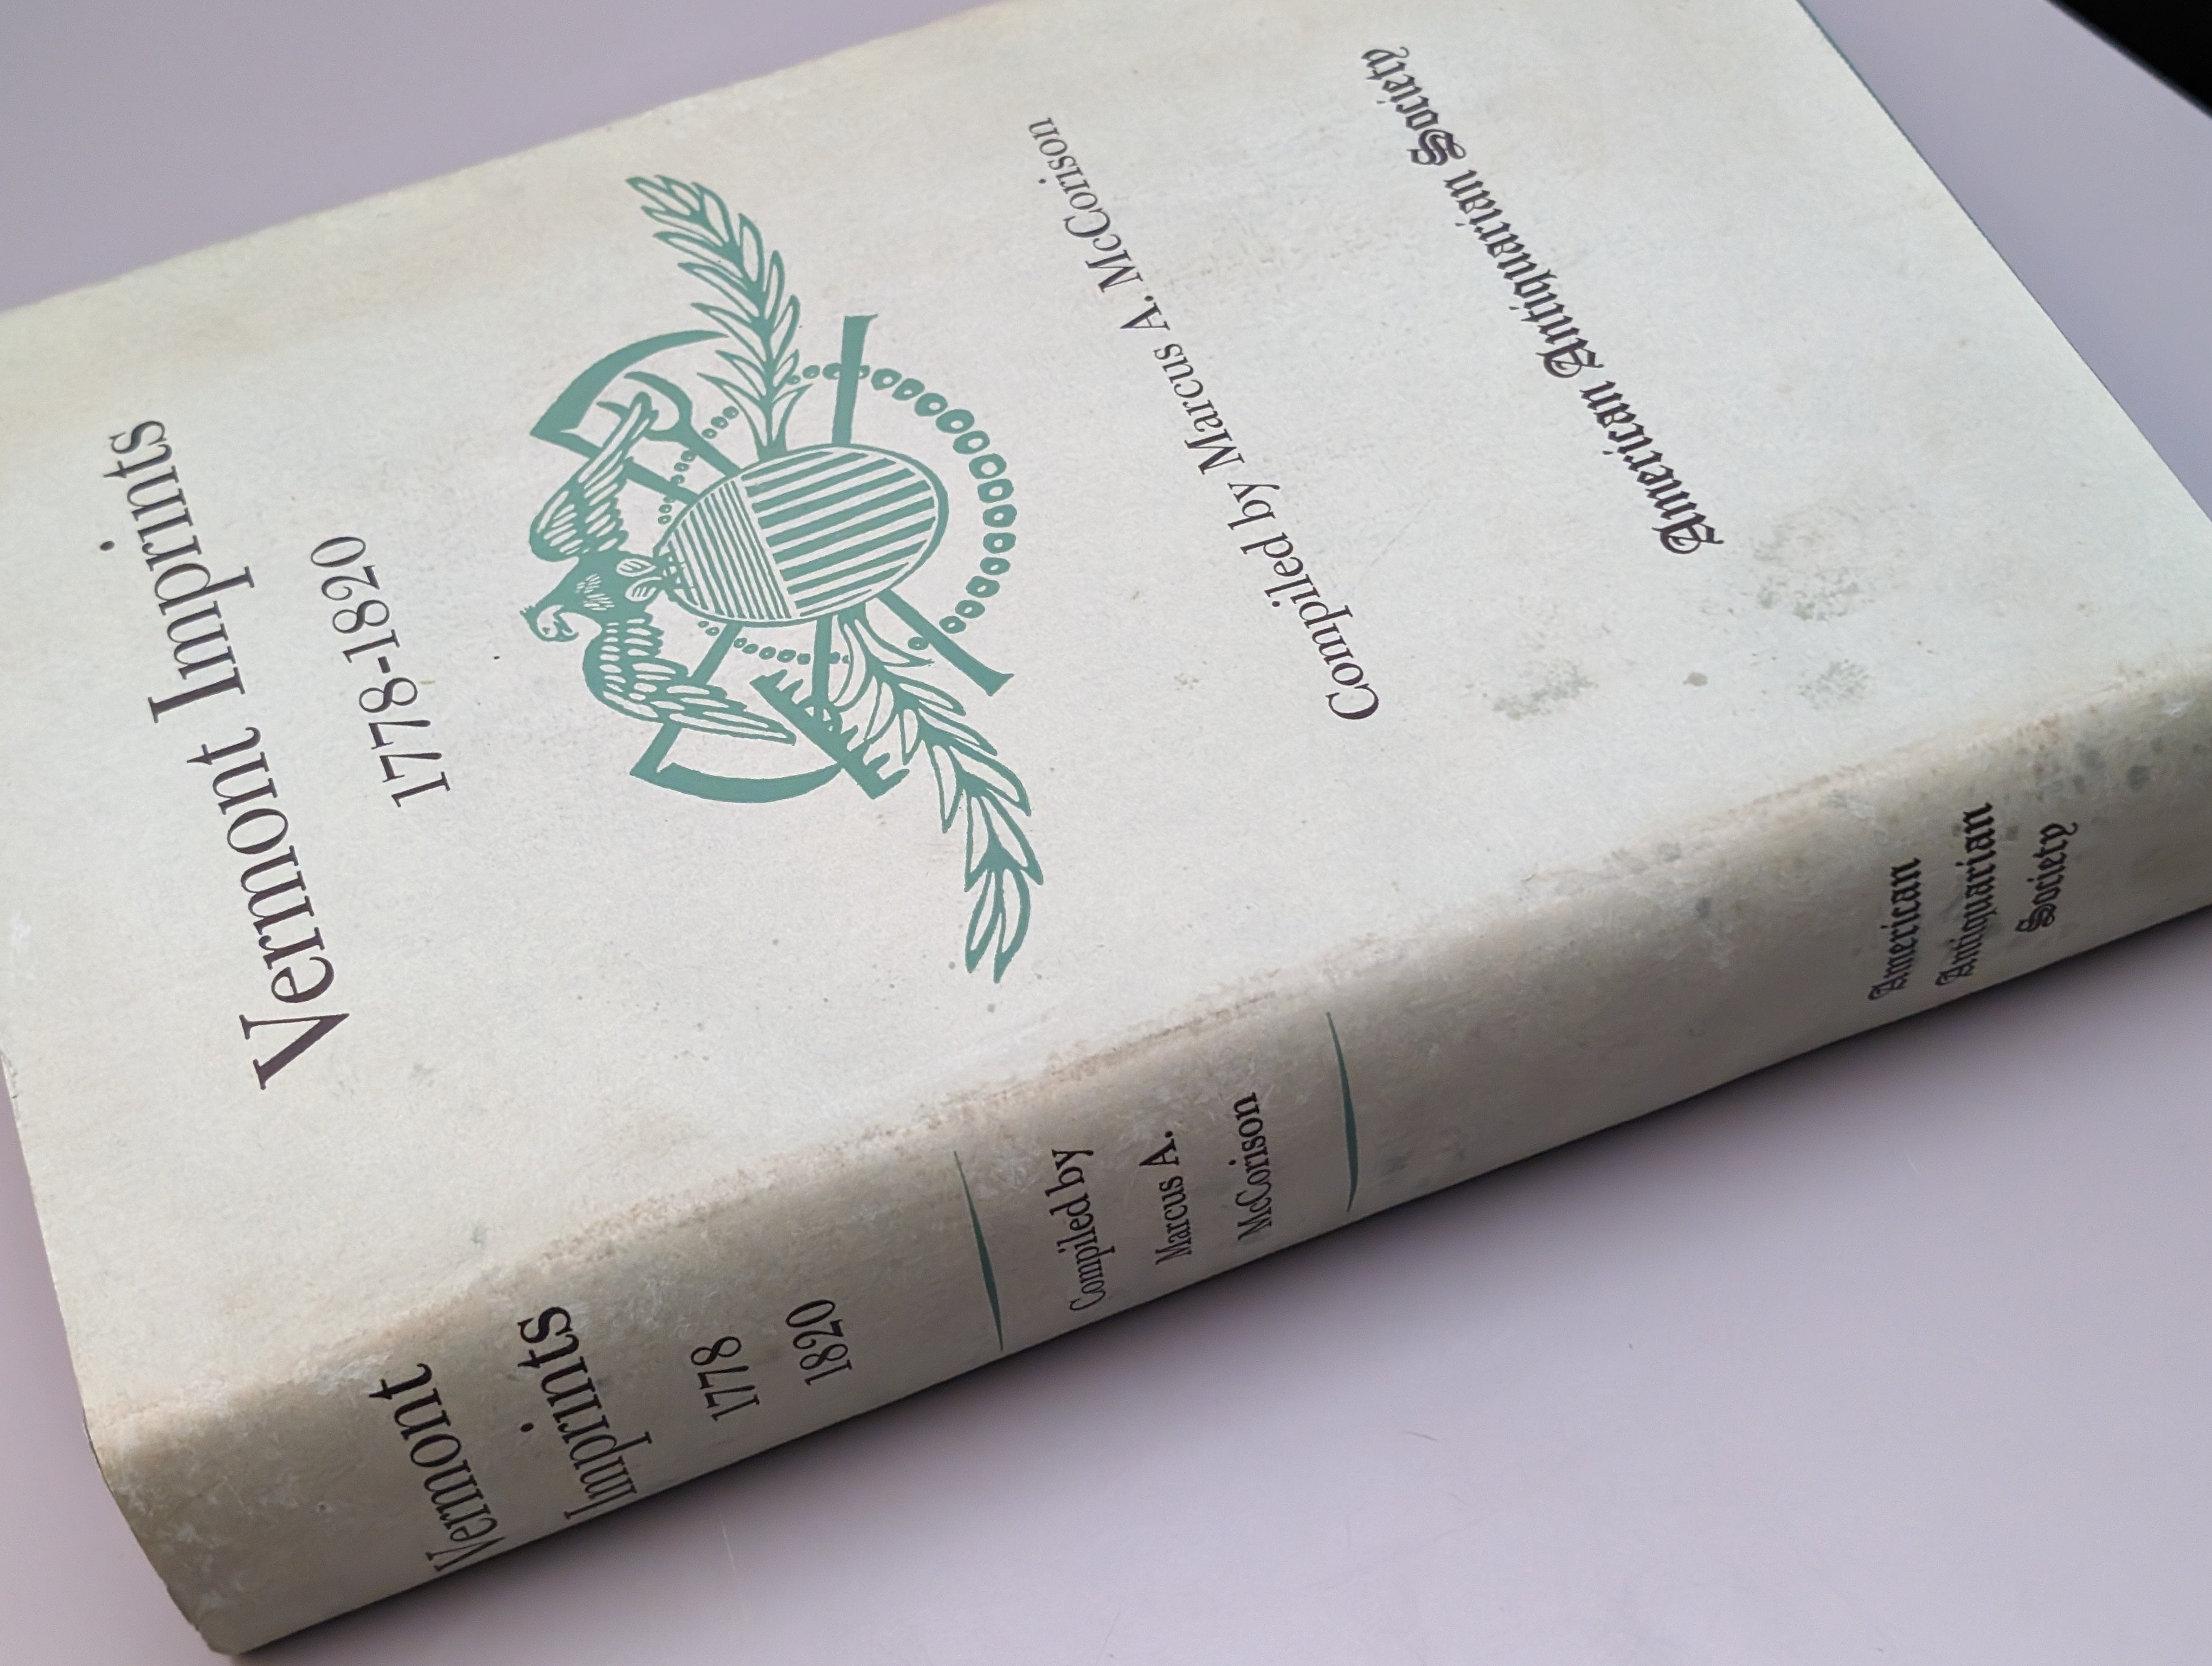 Vermont Imprints
1778-1820
Compiled by Marcus A. McCorison
American Antiquarian Society
Vermont
Imprints
1778
1820
Compiled by
Marcus A.
McCorison
American
Antiquarian
Society